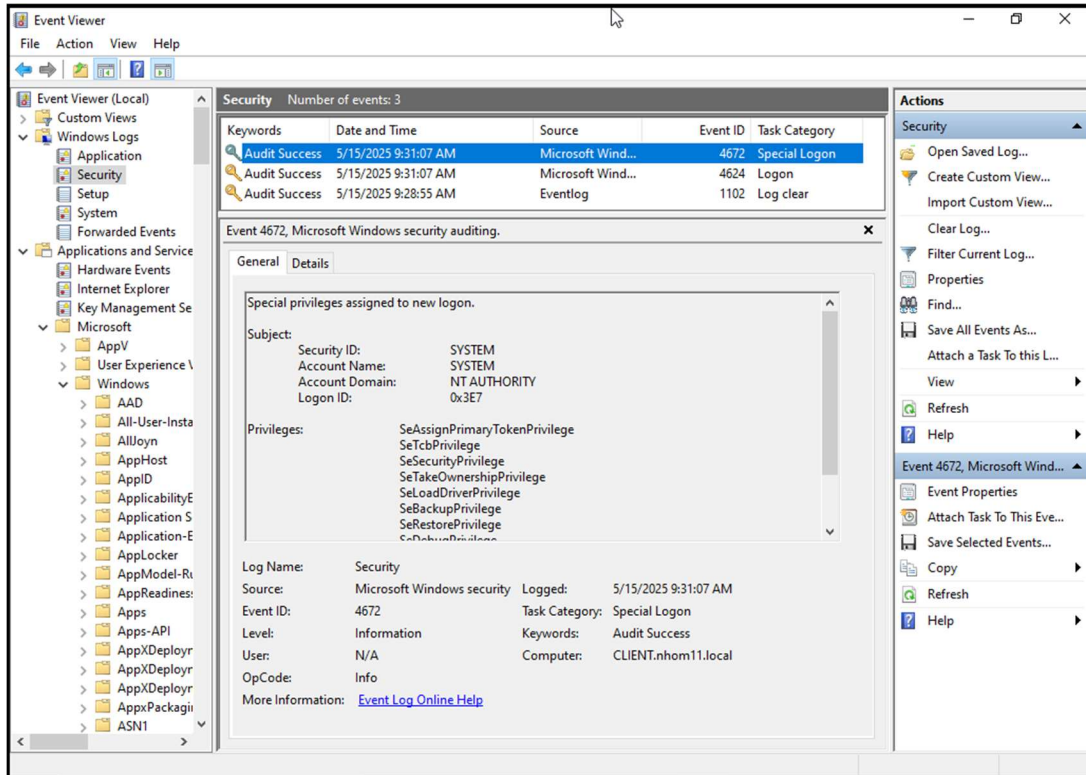 Event Viewer
File Action View Help
Event Viewer (Local)
Custom Views
Windows Logs
Application
Security
Setup
System
Forwarded Events
Applications and Service
Hardware Events
Internet Explorer
Key Management Se
Microsoft
AppV
User Experience V
Windows
AAD
All-User-Insta
AllJoyn
AppHost
AppID
ApplicabilityE
Application S
Application-E
AppLocker
AppModel-Ru
AppReadiness
Apps
Apps-API
AppXDeployr
AppXDeployr
AppXDeployr
AppxPackagin
ASN1
Security Number of events: 3
Keywords Date and Time Source Event ID Task Category
Audit Success 5/15/2025 9:31:07 AM Microsoft Wind... 4672 Special Logon
Audit Success 5/15/2025 9:31:07 AM Microsoft Wind... 4624 Logon
Audit Success 5/15/2025 9:28:55 AM Eventlog 1102 Log clear
Event 4672, Microsoft Windows security auditing.
General Details
Special privileges assigned to new logon.
Subject:
Security ID: SYSTEM
Account Name: SYSTEM
Account Domain: NT AUTHORITY
Logon ID: 0x3E7
Privileges: SeAssignPrimaryTokenPrivilege
SeTcbPrivilege
SeSecurityPrivilege
SeTakeOwnershipPrivilege
SeLoadDriverPrivilege
SeBackupPrivilege
SeRestorePrivilege
SeDebugPrivilege
Log Name: Security
Source: Microsoft Windows security Logged: 5/15/2025 9:31:07 AM
Event ID: 4672 Task Category: Special Logon
Level: Information Keywords: Audit Success
User: N/A Computer: CLIENT.nhom11.local
OpCode: Info
More Information: Event Log Online Help
Actions
Security
Open Saved Log...
Create Custom View...
Import Custom View...
Clear Log...
Filter Current Log...
Properties
Find...
Save All Events As...
Attach a Task To this L...
View
Refresh
Help
Event 4672, Microsoft Wind...
Event Properties
Attach Task To This Eve...
Save Selected Events...
Copy
Refresh
Help